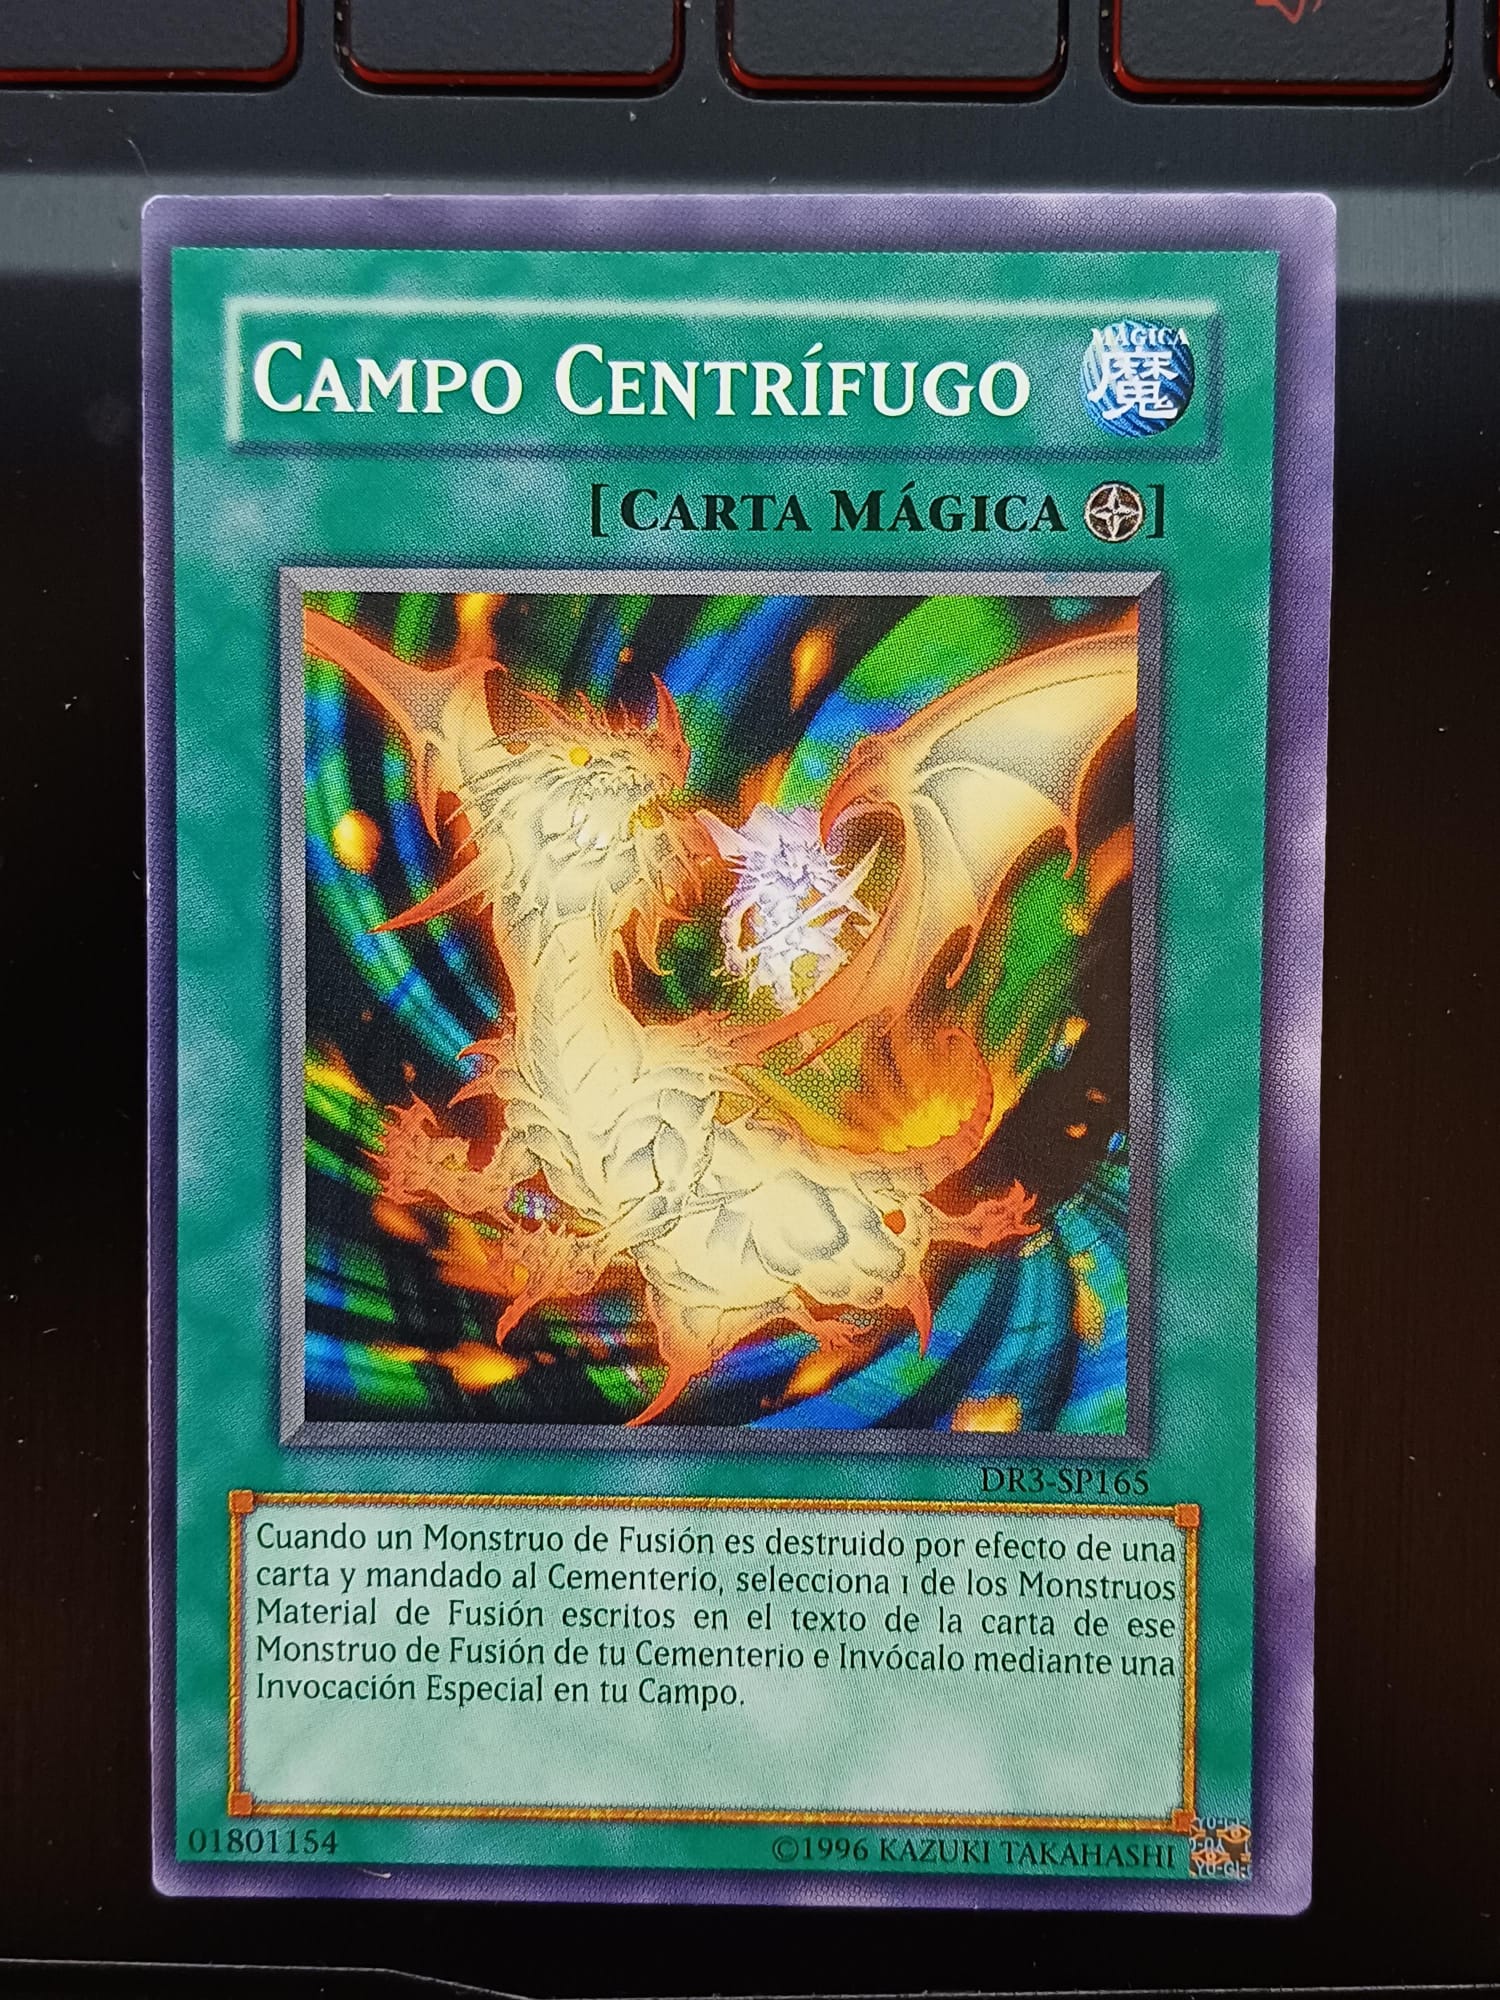 CAMPO CENTRÍFUGO
MÁGICA
魔
[CARTA MÁGICA]
DR3-SP165
Cuando un Monstruo de Fusión es destruido por efecto de una
carta y mandado al Cementerio, selecciona 1 de los Monstruos
Material de Fusión escritos en el texto de la carta de ese
Monstruo de Fusión de tu Cementerio e Invócalo mediante una
Invocación Especial en tu Campo.
01801154
©1996 KAZUKI TAKAHASHI